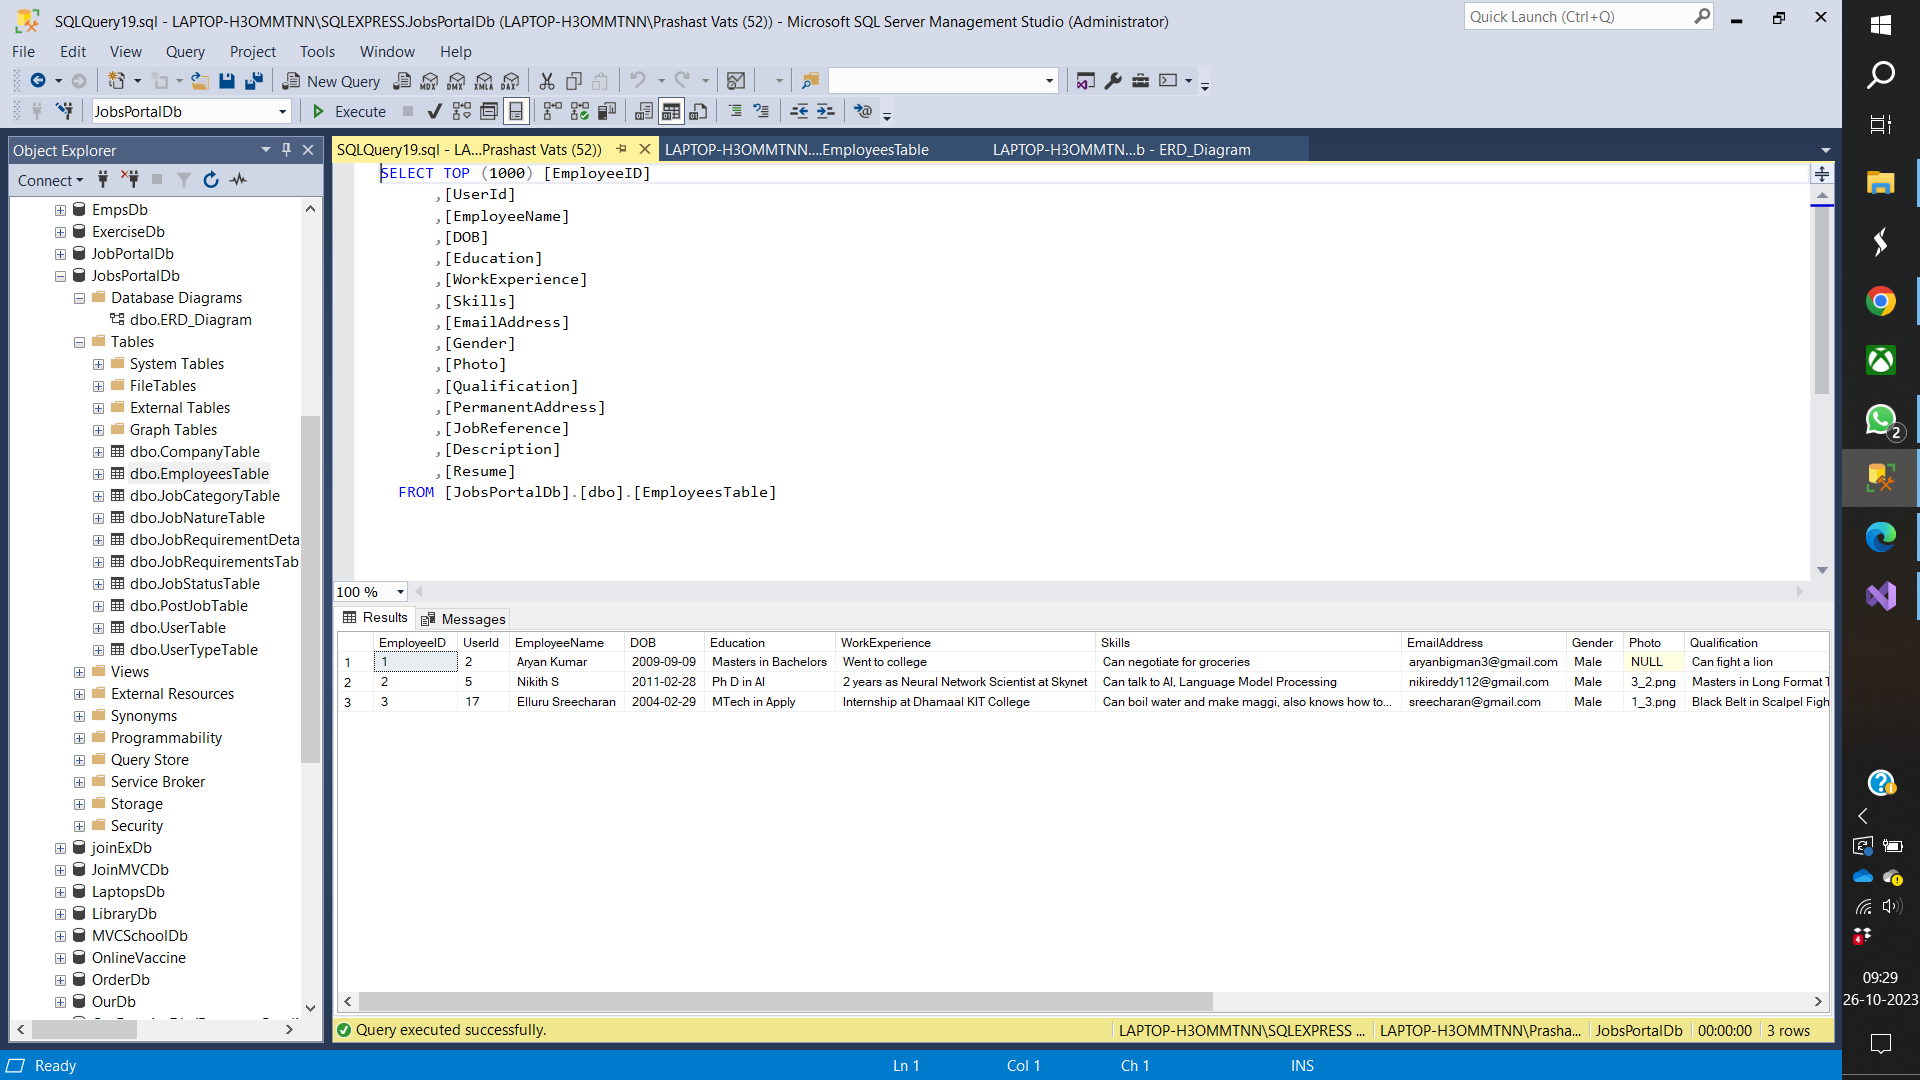 SQLQuery19.sql - LAPTOP-H3OMMTNN\SQLEXPRESS.JobsPortalDb (LAPTOP-H3OMMTNN\Prashast Vats (52)) - Microsoft SQL Server Management Studio (Administrator)
Quick Launch (Ctrl+Q)
File Edit View Query Project Tools Window Help
New Query
MDX DMX XMLA DAX
JobsPortalDb
Execute
Object Explorer
Connect
EmpsDb
ExerciseDb
JobPortalDb
JobsPortalDb
Database Diagrams
dbo.ERD_Diagram
Tables
System Tables
FileTables
External Tables
Graph Tables
dbo.CompanyTable
dbo.EmployeesTable
dbo.JobCategoryTable
dbo.JobNatureTable
dbo.JobRequirementDeta
dbo.JobRequirementsTab
dbo.JobStatusTable
dbo.PostJobTable
dbo.UserTable
dbo.UserTypeTable
Views
External Resources
Synonyms
Programmability
Query Store
Service Broker
Storage
Security
joinExDb
JoinMVCDb
LaptopsDb
LibraryDb
MVCSchoolDb
OnlineVaccine
OrderDb
OurDb
SQLQuery19.sql - LA...Prashast Vats (52))
LAPTOP-H3OMMTNN....EmployeesTable
LAPTOP-H3OMMTN...b - ERD_Diagram
SELECT TOP (1000) [EmployeeID]
,[UserId]
,[EmployeeName]
,[DOB]
,[Education]
,[WorkExperience]
,[Skills]
,[EmailAddress]
,[Gender]
,[Photo]
,[Qualification]
,[PermanentAddress]
,[JobReference]
,[Description]
,[Resume]
FROM [JobsPortalDb].[dbo].[EmployeesTable]
100 %
Results Messages
EmployeeID UserId EmployeeName DOB Education WorkExperience Skills EmailAddress Gender Photo Qualification
1 1 2 Aryan Kumar 2009-09-09 Masters in Bachelors Went to college Can negotiate for groceries aryanbigman3@gmail.com Male NULL Can fight a lion
2 2 5 Nikith S 2011-02-28 Ph D in AI 2 years as Neural Network Scientist at Skynet Can talk to AI, Language Model Processing nikireddy112@gmail.com Male 3_2.png Masters in Long Format T
3 3 17 Elluru Sreecharan 2004-02-29 MTech in Apply Internship at Dhamaal KIT College Can boil water and make maggi, also knows how to... sreecharan@gmail.com Male 1_3.png Black Belt in Scalpel Figh
Query executed successfully.
LAPTOP-H3OMMTNN\SQLEXPRESS ... LAPTOP-H3OMMTNN\Prasha... JobsPortalDb 00:00:00 3 rows
Ready
Ln 1 Col 1 Ch 1 INS
2
4
09:29
26-10-2023